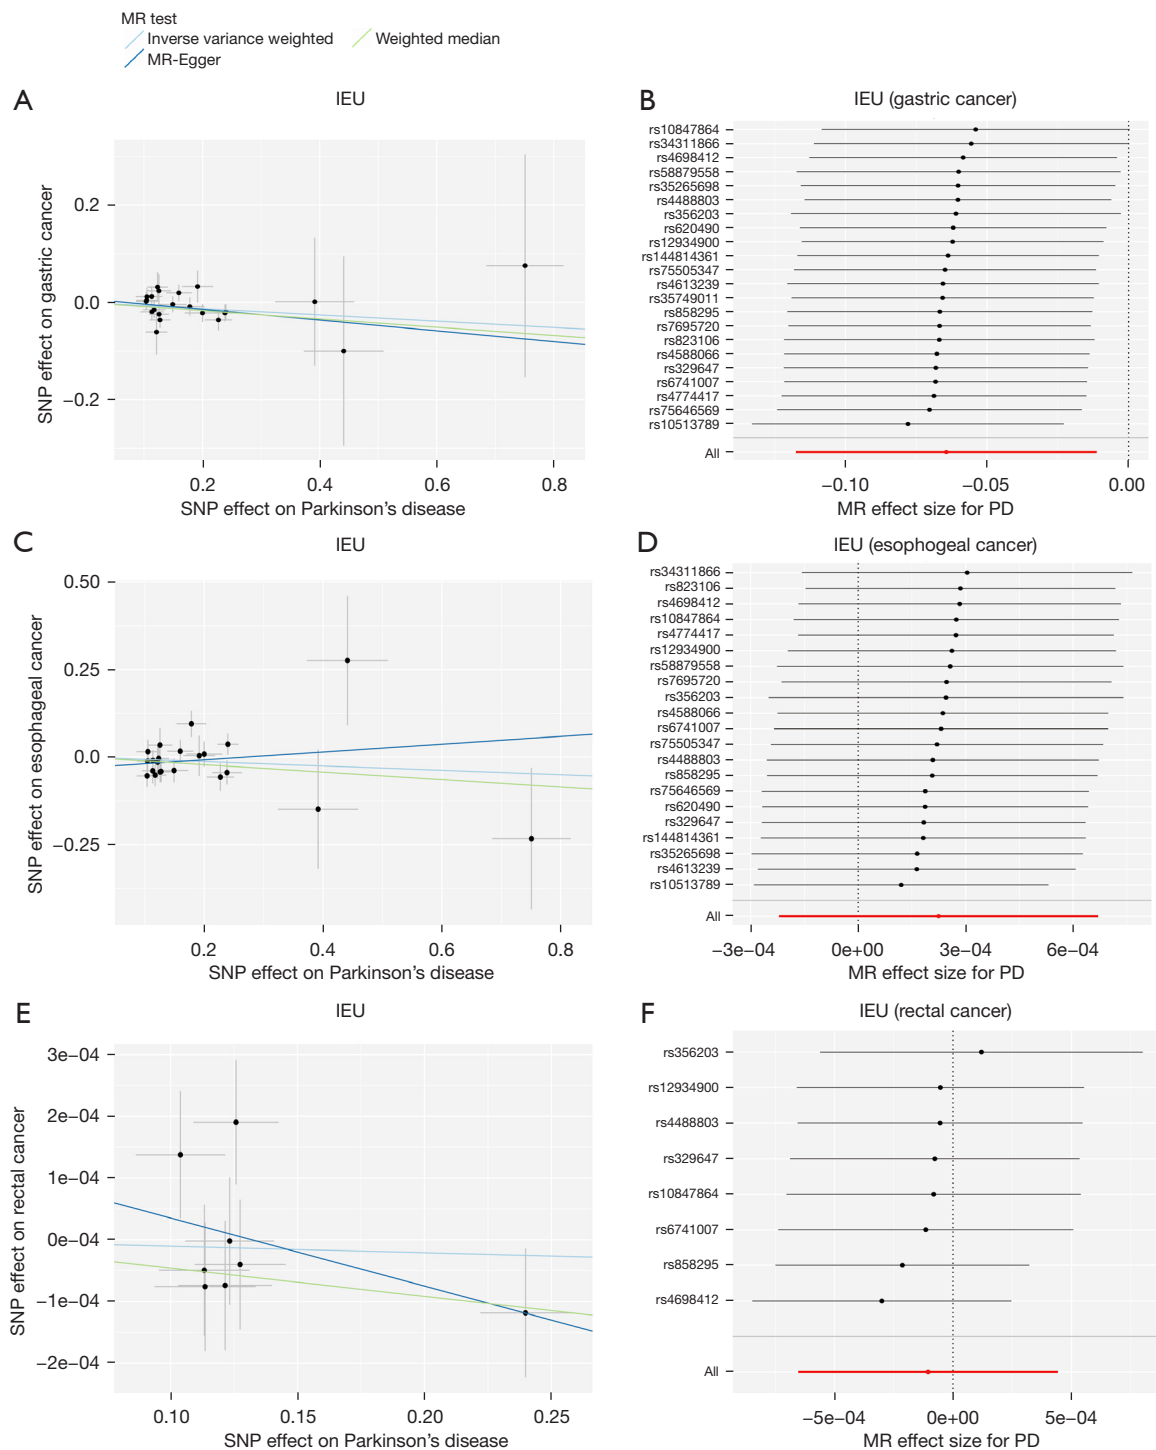 MR test
Inverse variance weighted
Weighted median
MR-Egger
A
IEU
SNP effect on gastric cancer
0.2
0.0
−0.2
0.2
0.4
0.6
0.8
SNP effect on Parkinson's disease
B
IEU (gastric cancer)
rs10847864
rs34311866
rs4698412
rs58879558
rs35265698
rs4488803
rs356203
rs620490
rs12934900
rs144814361
rs75505347
rs4613239
rs35749011
rs858295
rs7695720
rs823106
rs4588066
rs329647
rs6741007
rs4774417
rs75646569
rs10513789
All
−0.10
−0.05
0.00
MR effect size for PD
C
IEU
SNP effect on esophageal cancer
0.50
0.25
0.0
−0.25
0.2
0.4
0.6
0.8
SNP effect on Parkinson's disease
D
IEU (esophogeal cancer)
rs34311866
rs823106
rs4698412
rs10847864
rs4774417
rs12934900
rs58879558
rs7695720
rs356203
rs4588066
rs6741007
rs75505347
rs4488803
rs858295
rs75646569
rs620490
rs329647
rs144814361
rs35265698
rs4613239
rs10513789
All
−3e−04
0e+00
3e−04
6e−04
MR effect size for PD
E
IEU
SNP effect on rectal cancer
3e−04
2e−04
1e−04
0e−04
−1e−04
−2e−04
0.10
0.15
0.20
0.25
SNP effect on Parkinson's disease
F
IEU (rectal cancer)
rs356203
rs12934900
rs4488803
rs329647
rs10847864
rs6741007
rs858295
rs4698412
All
−5e−04
0e+00
5e−04
MR effect size for PD